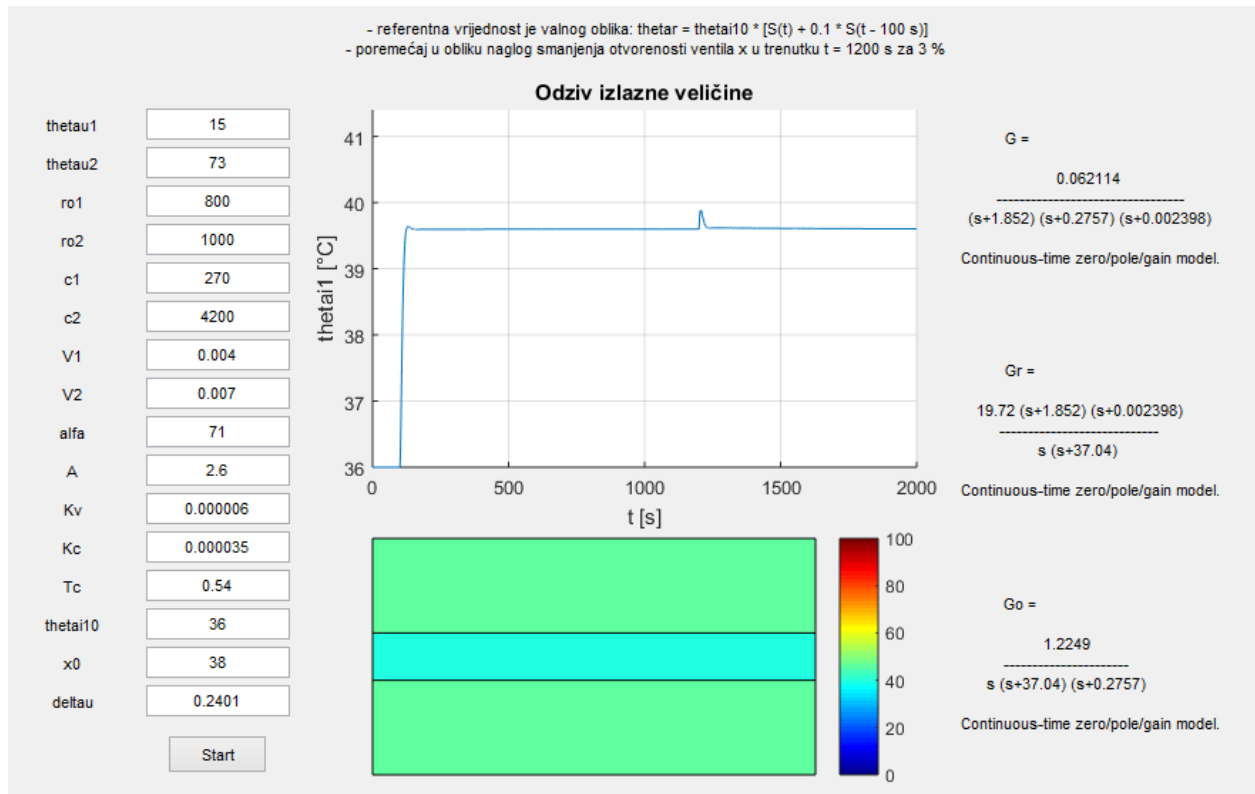 - referentna vrijednost je valnog oblika: thetar = thetai10 * [S(t) + 0.1 * S(t - 100 s)]
- poremećaj u obliku naglog smanjenja otvorenosti ventila x u trenutku t = 1200 s za 3 %
thetau1 15
thetau2 73
ro1 800
ro2 1000
c1 270
c2 4200
V1 0.004
V2 0.007
alfa 71
A 2.6
Kv 0.000006
Kc 0.000035
Tc 0.54
thetai10 36
x0 38
deltau 0.2401
Start
Odziv izlazne veličine
thetai1 [°C]
41
40
39
38
37
36
0 500 1000 1500 2000
t [s]
100
80
60
40
20
0
G =
0.062114
---------------------------------
(s+1.852) (s+0.2757) (s+0.002398)
Continuous-time zero/pole/gain model.
Gr =
19.72 (s+1.852) (s+0.002398)
----------------------------
s (s+37.04)
Continuous-time zero/pole/gain model.
Go =
1.2249
----------------------
s (s+37.04) (s+0.2757)
Continuous-time zero/pole/gain model.